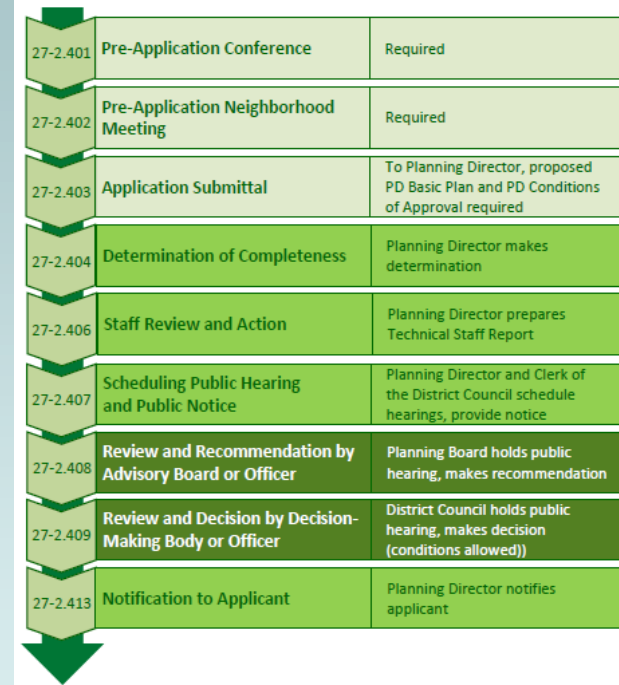 27-2.401 Pre-Application Conference Required
27-2.402 Pre-Application Neighborhood
Meeting Required
27-2.403 Application Submittal To Planning Director, proposed
PD Basic Plan and PD Conditions
of Approval required
27-2.404 Determination of Completeness Planning Director makes
determination
27-2.406 Staff Review and Action Planning Director prepares
Technical Staff Report
27-2.407 Scheduling Public Hearing
and Public Notice Planning Director and Clerk of
the District Council schedule
hearings, provide notice
27-2.408 Review and Recommendation by
Advisory Board or Officer Planning Board holds public
hearing, makes recommendation
27-2.409 Review and Decision by Decision-
Making Body or Officer District Council holds public
hearing, makes decision
(conditions allowed))
27-2.413 Notification to Applicant Planning Director notifies
applicant